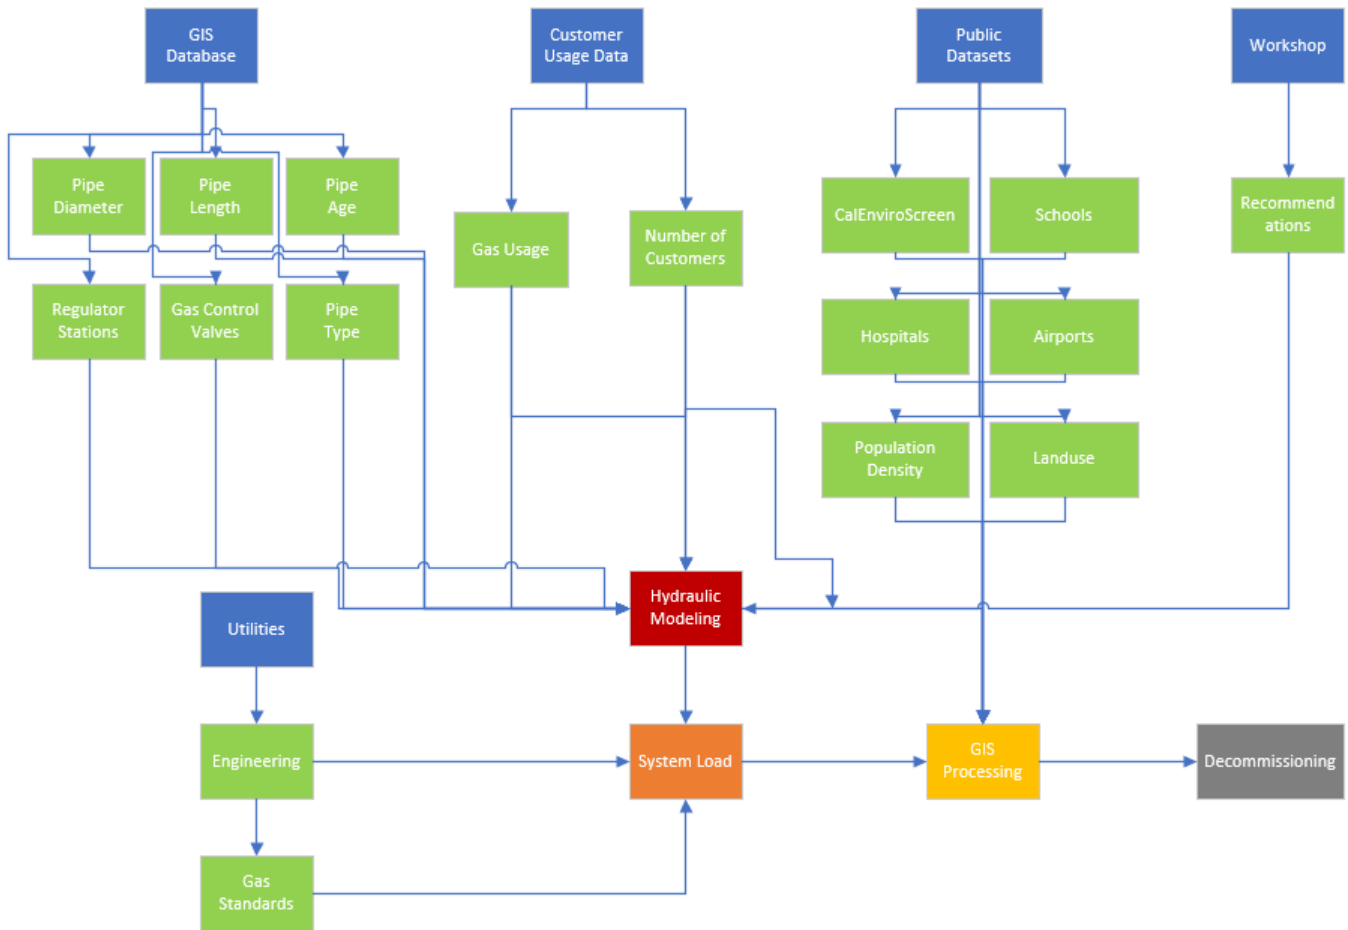 GIS
Database
Customer
Usage Data
Public
Datasets
Workshop
Pipe
Diameter
Pipe
Length
Pipe
Age
Gas Usage
Number of
Customers
CalEnviroScreen
Schools
Recommend
ations
Regulator
Stations
Gas Control
Valves
Pipe
Type
Hospitals
Airports
Population
Density
Landuse
Utilities
Hydraulic
Modeling
Engineering
System Load
GIS
Processing
Decommissioning
Gas
Standards